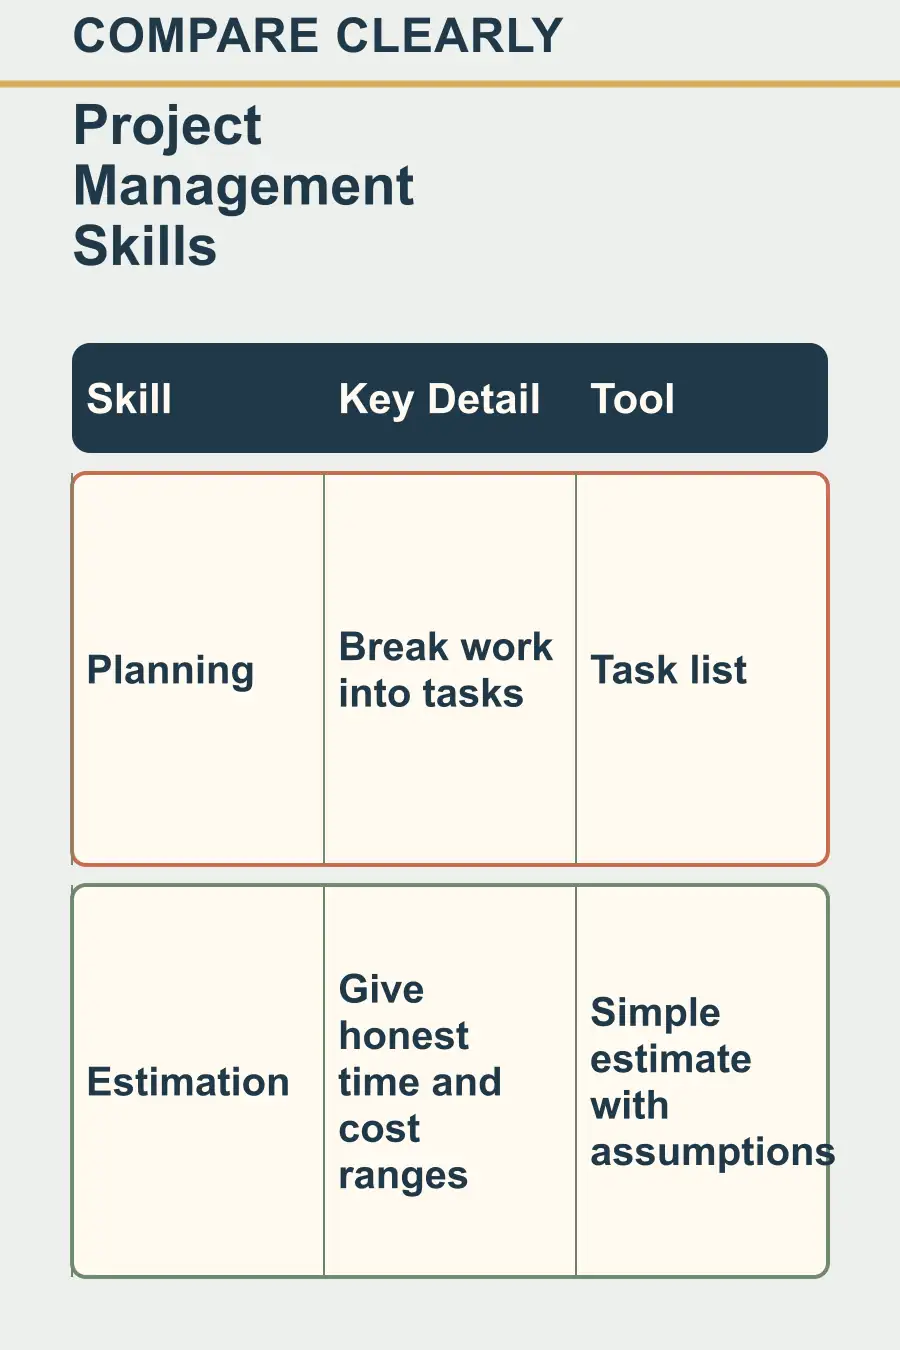 COMPARE CLEARLY
Project
Management
Skills
Skill Key Detail Tool
Planning
Break work
into tasks
Task list
Estimation
Give
honest
time and
cost
ranges
Simple
estimate
with
assumptions